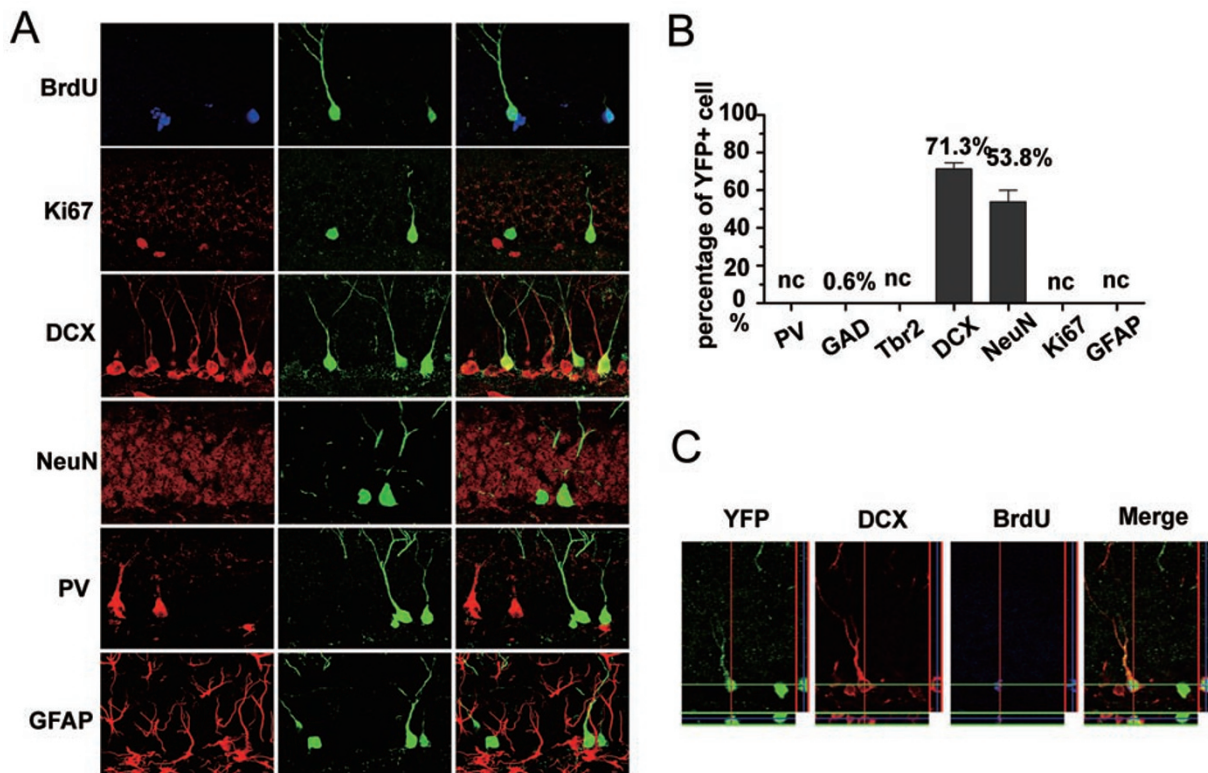 A
BrdU
Ki67
DCX
NeuN
PV
GFAP
B
percentage of YFP+ cell
%
100
80
60
40
20
0
nc
0.6%
nc
71.3%
53.8%
nc
nc
PV
GAD
Tbr2
DCX
NeuN
Ki67
GFAP
C
YFP
DCX
BrdU
Merge